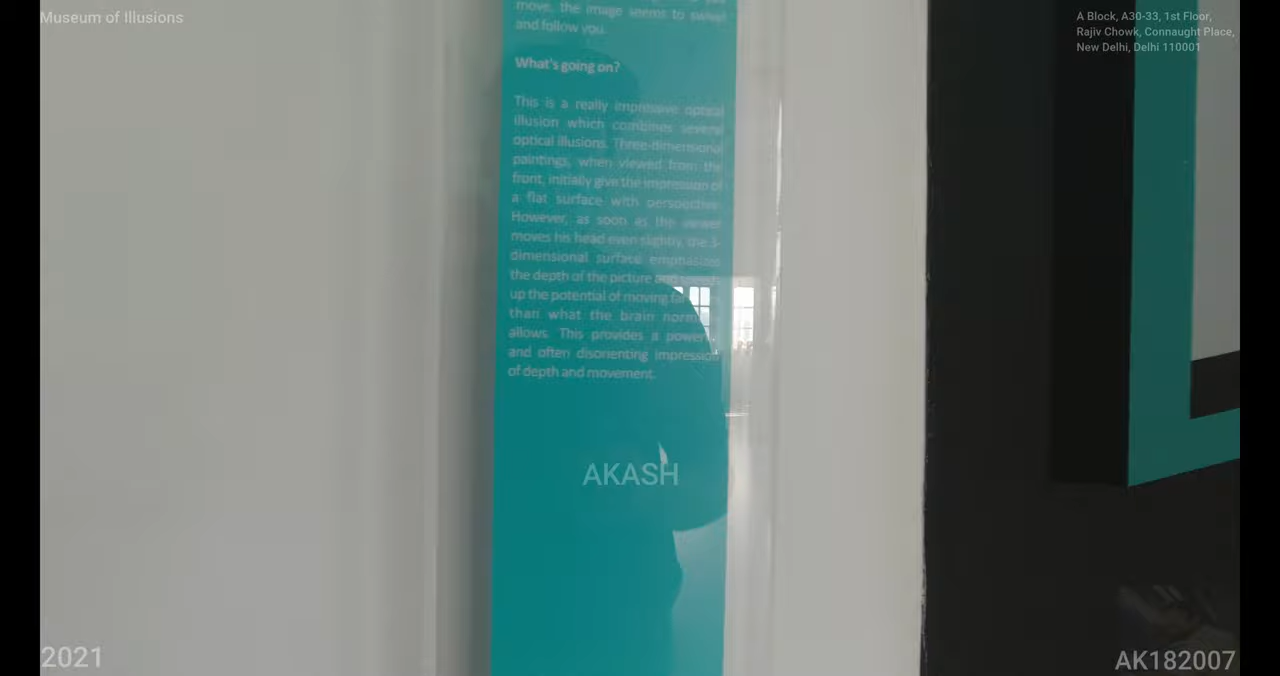 Museum of Illusions
A Block, A30-33, 1st Floor,
Rajiv Chowk, Connaught Place,
New Delhi, Delhi 110001
move, the image seems to swivel
and follow you.
What's going on?
This is a really impressive optical
illusion which combines several
optical illusions. Three-dimensional
paintings, when viewed from the
front, initially give the impression of
a flat surface with perspective.
However, as soon as the viewer
moves his head even slightly, the 3-
dimensional surface emphasizes
the depth of the picture and
up the potential of moving
than what the brain
allows. This provides a
and often disorienting impression
of depth and movement.
AKASH
2021
AK182007